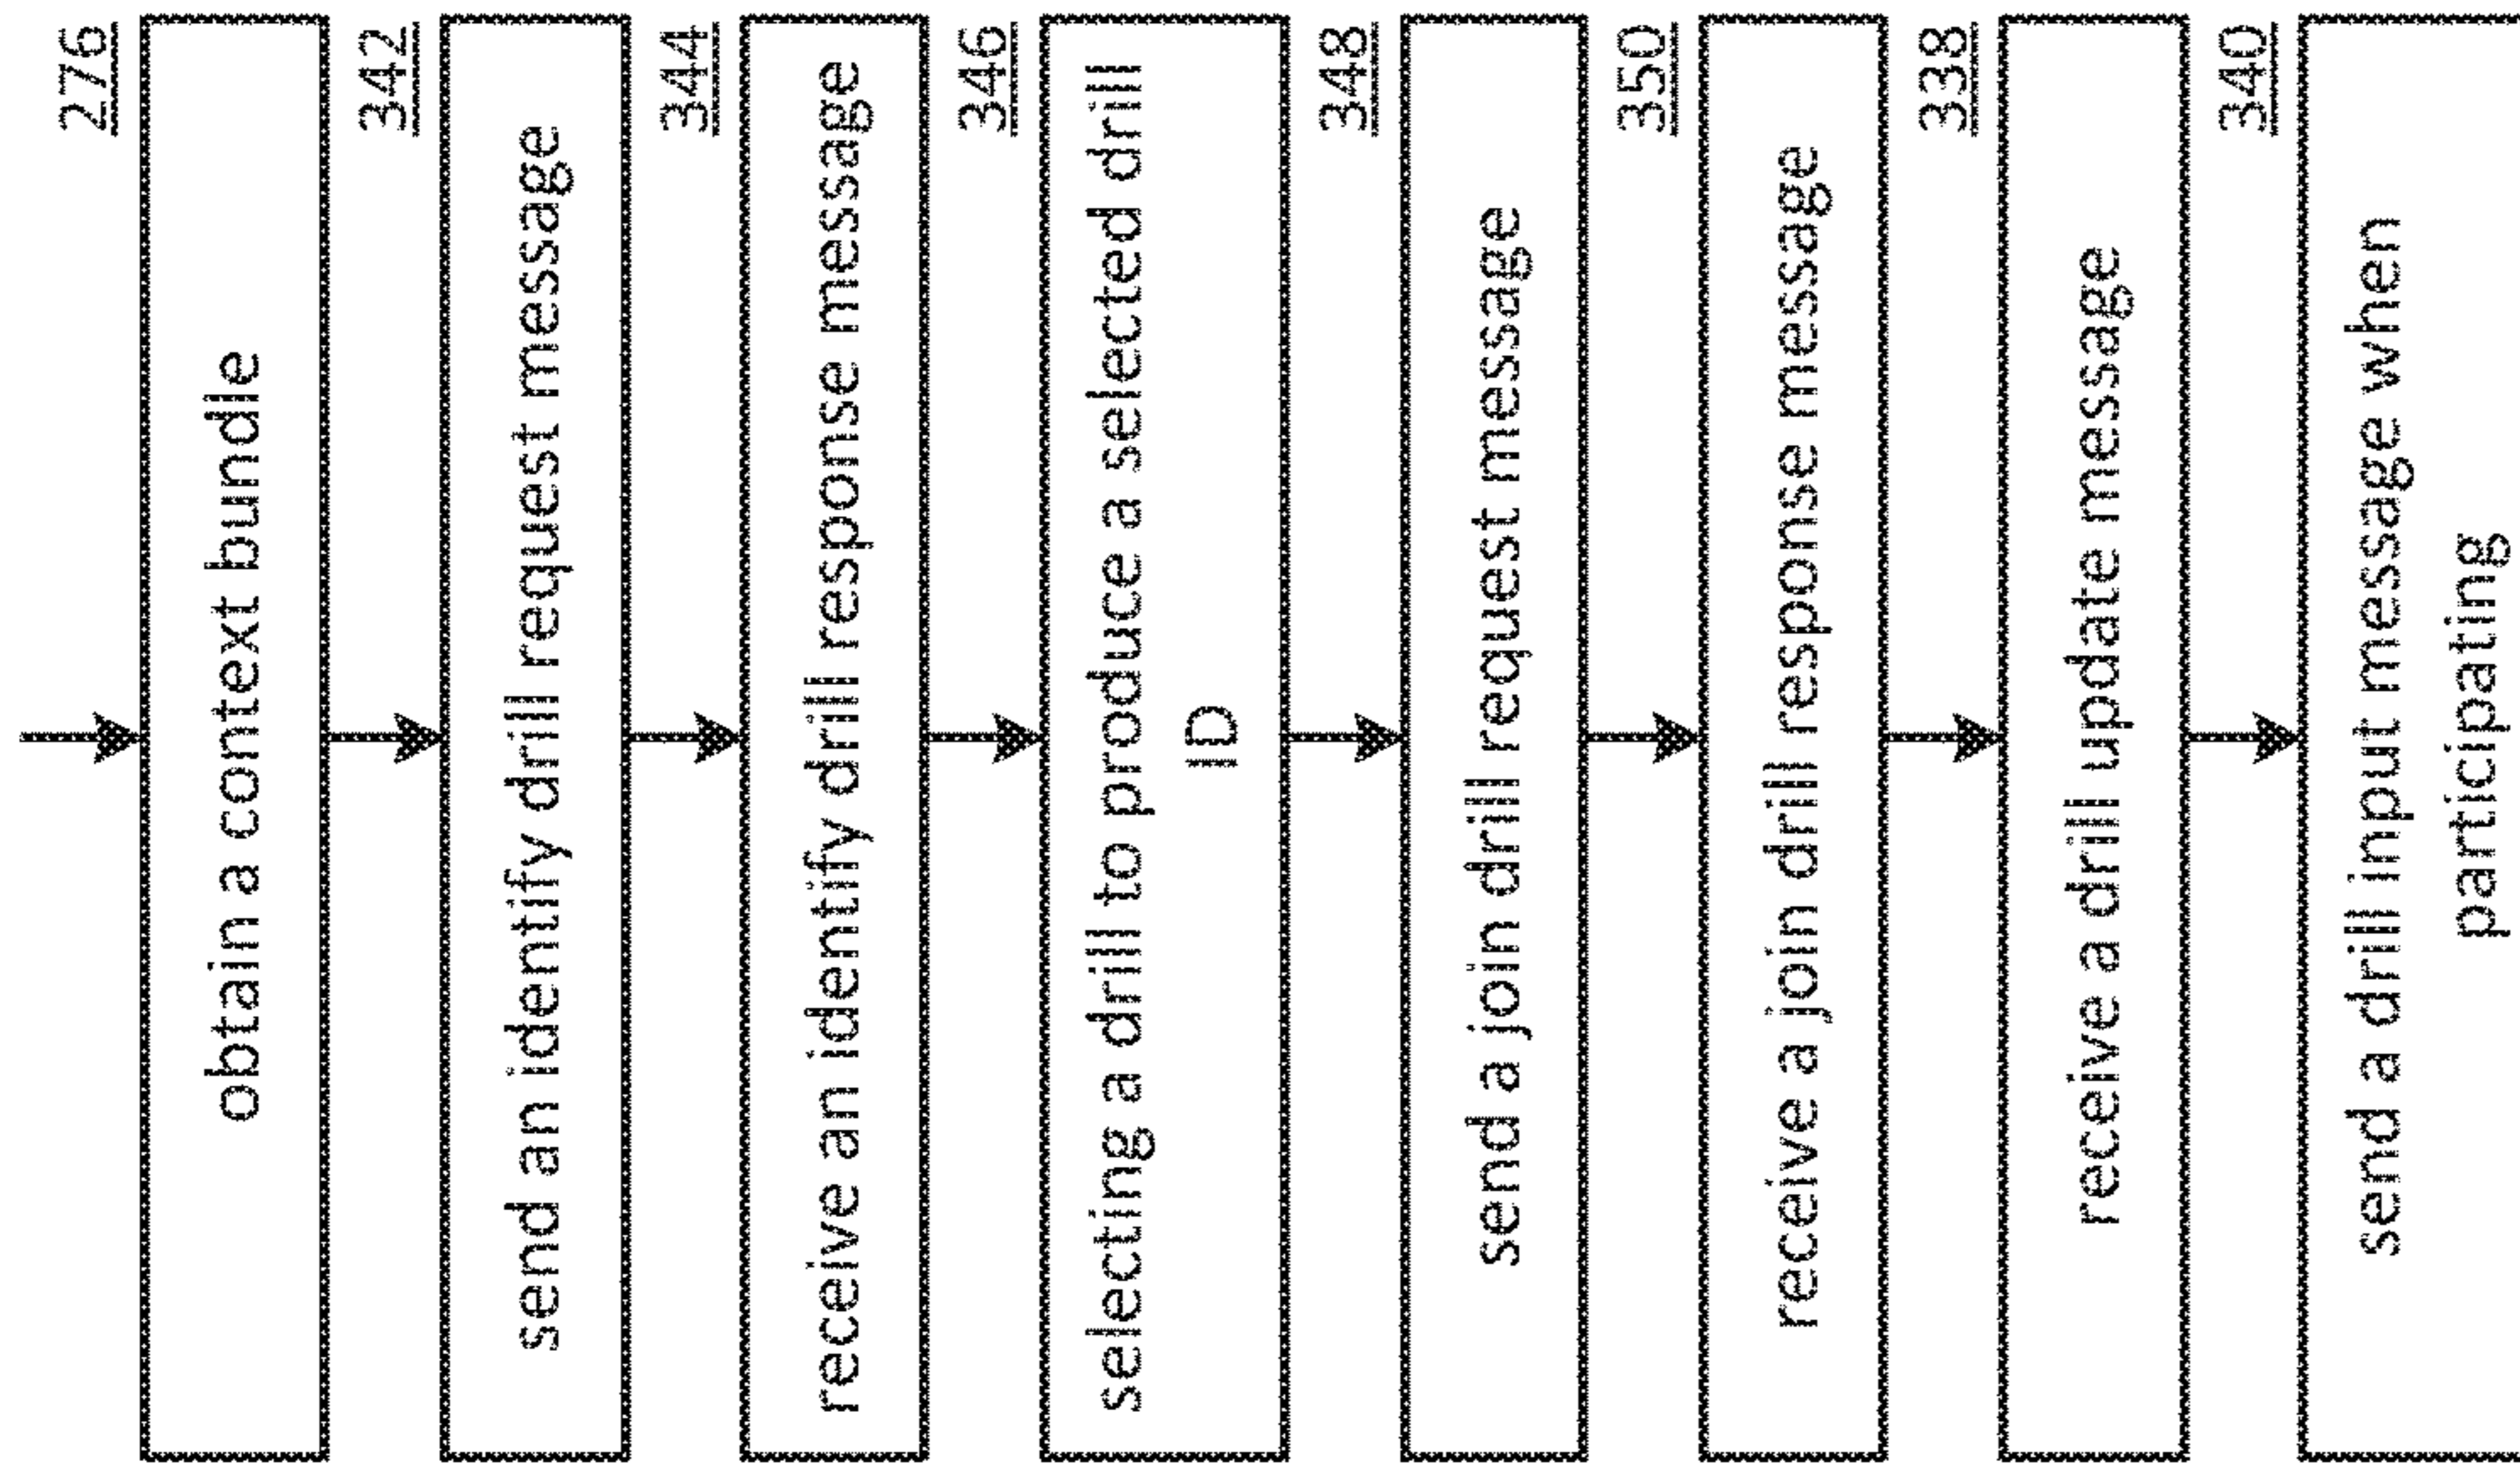 276
obtain a context bundle
342
send an identify drill request message
344
receive an identify drill response message
346
selecting a drill to produce a selected drill
ID
348
send a join drill request message
350
receive a join drill response message
338
receive a drill update message
340
send a drill input message when
participating